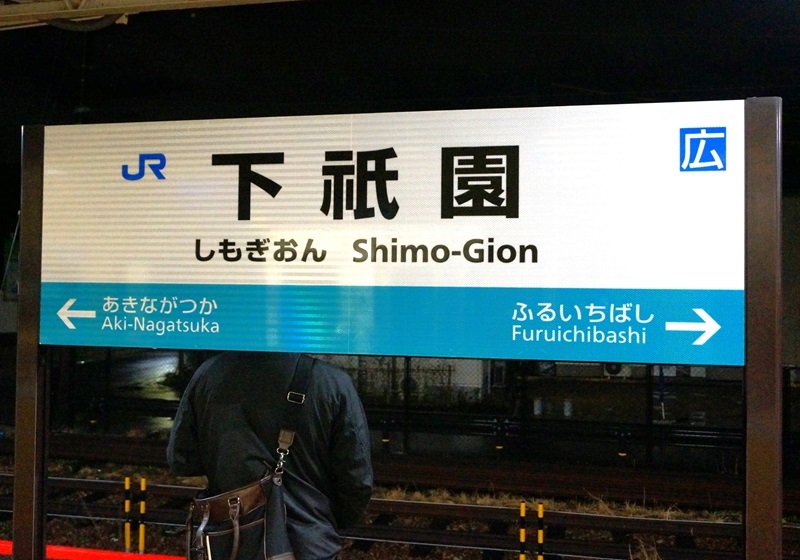 JR 下祇園 広
しもぎおん Shimo-Gion
← あきながつか
Aki-Nagatsuka
ふるいちばし →
Furuichibashi